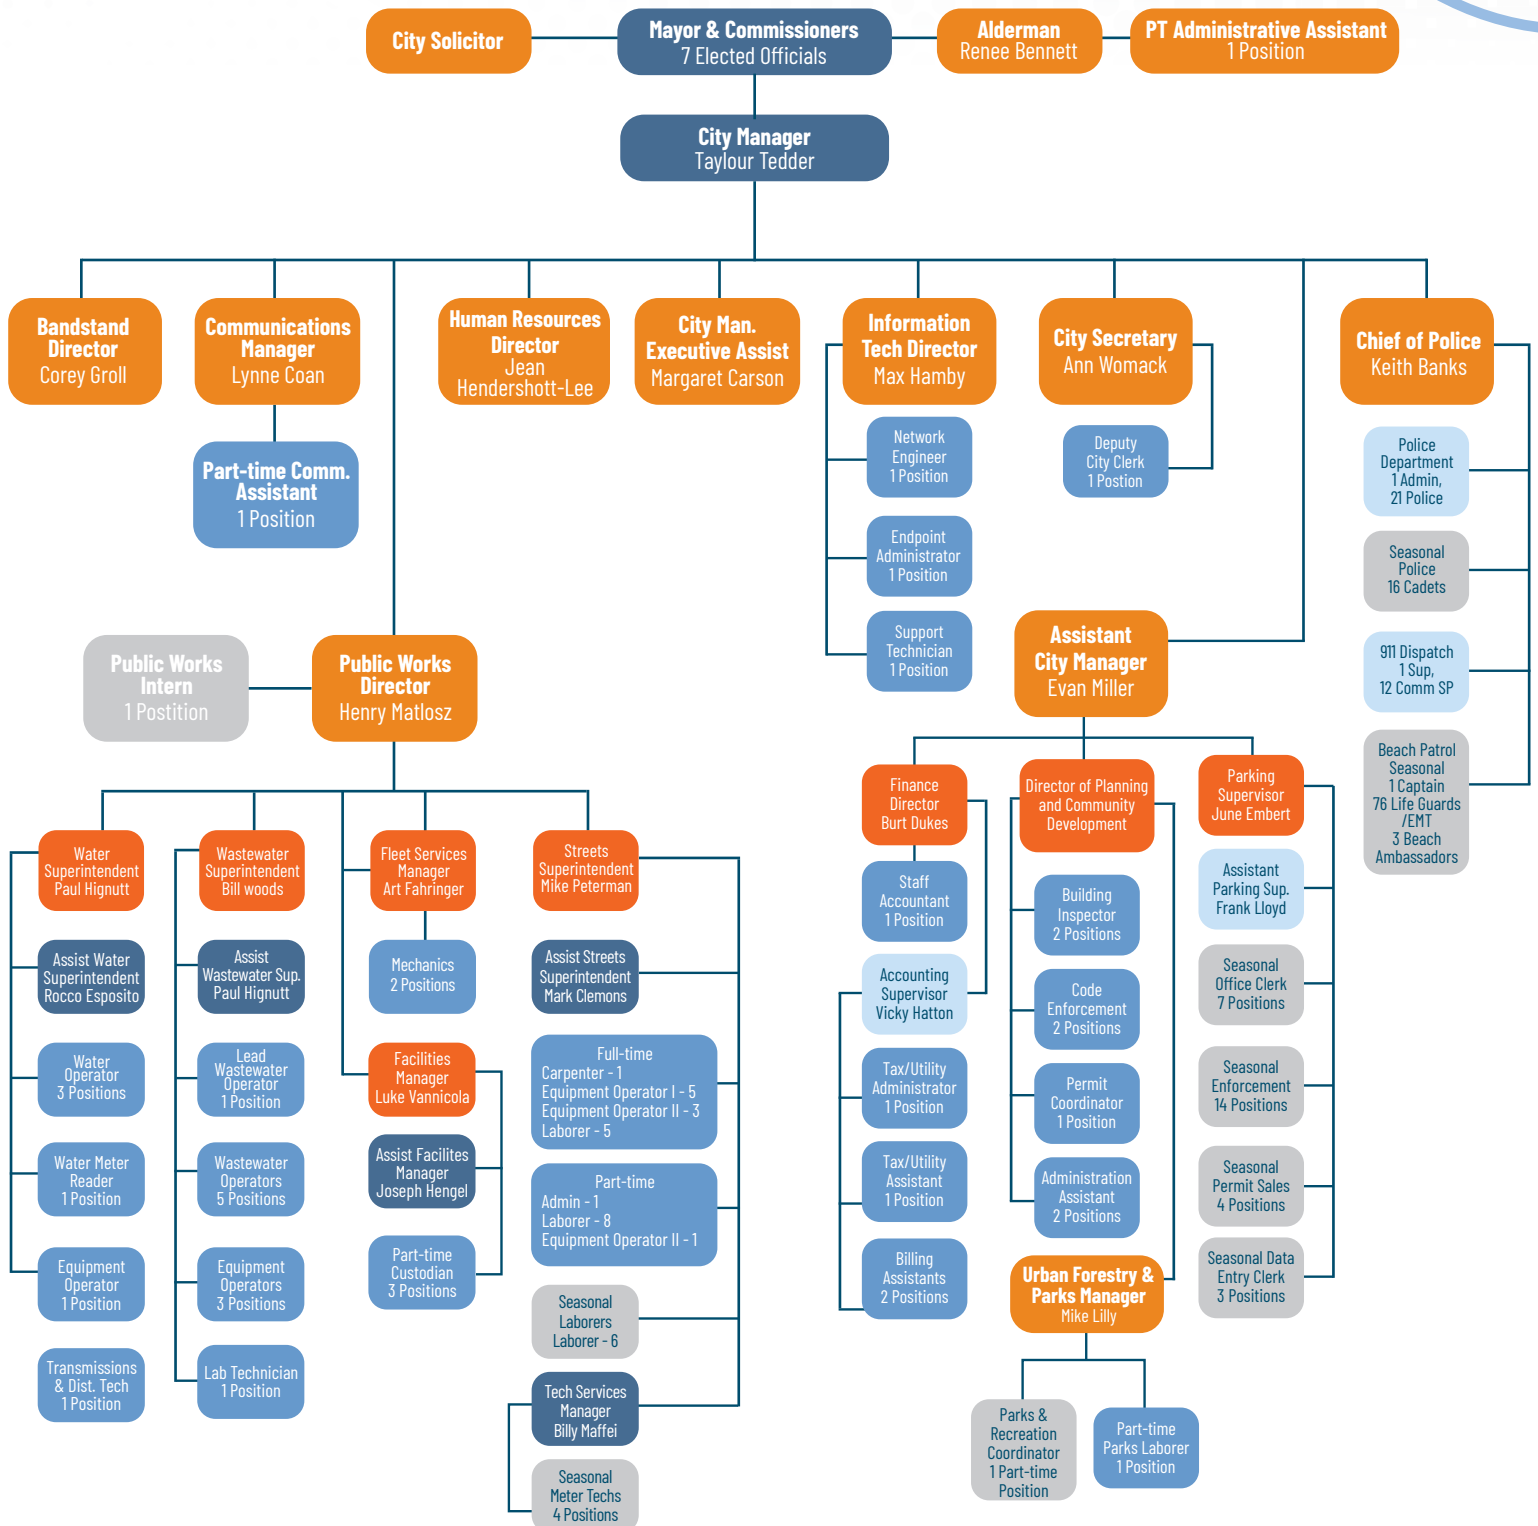 City Solicitor
Mayor & Commissioners
7 Elected Officials
Alderman
Renee Bennett
PT Administrative Assistant
1 Position
City Manager
Taylour Tedder
Bandstand
Director
Corey Groll
Communications
Manager
Lynne Coan
Human Resources
Director
Jean
Hendershott-Lee
City Man.
Executive Assist
Margaret Carson
Information
Tech Director
Max Hamby
City Secretary
Ann Womack
Chief of Police
Keith Banks
Part-time Comm.
Assistant
1 Position
Network
Engineer
1 Position
Endpoint
Administrator
1 Position
Support
Technician
1 Position
Deputy
City Clerk
1 Postion
Police
Department
1 Admin,
21 Police
Seasonal
Police
16 Cadets
911 Dispatch
1 Sup,
12 Comm SP
Beach Patrol
Seasonal
1 Captain
76 Life Guards
/EMT
3 Beach
Ambassadors
Public Works
Intern
1 Postition
Public Works
Director
Henry Matlosz
Assistant
City Manager
Evan Miller
Water
Superintendent
Paul Hignutt
Assist Water
Superintendent
Rocco Esposito
Water
Operator
3 Positions
Water Meter
Reader
1 Position
Equipment
Operator
1 Position
Transmissions
& Dist. Tech
1 Position
Wastewater
Superintendent
Bill woods
Assist
Wastewater Sup.
Paul Hignutt
Lead
Wastewater
Operator
1 Position
Wastewater
Operators
5 Positions
Equipment
Operators
3 Positions
Lab Technician
1 Position
Fleet Services
Manager
Art Fahringer
Mechanics
2 Positions
Facilities
Manager
Luke Vannicola
Assist Facilites
Manager
Joseph Hengel
Part-time
Custodian
3 Positions
Streets
Superintendent
Mike Peterman
Assist Streets
Superintendent
Mark Clemons
Full-time
Carpenter - 1
Equipment Operator I - 5
Equipment Operator II - 3
Laborer - 5
Part-time
Admin - 1
Laborer - 8
Equipment Operator II - 1
Seasonal
Laborers
Laborer - 6
Tech Services
Manager
Billy Maffei
Seasonal
Meter Techs
4 Positions
Finance
Director
Burt Dukes
Staff
Accountant
1 Position
Accounting
Supervisor
Vicky Hatton
Tax/Utility
Administrator
1 Position
Tax/Utility
Assistant
1 Position
Billing
Assistants
2 Positions
Director of Planning
and Community
Development
Building
Inspector
2 Positions
Code
Enforcement
2 Positions
Permit
Coordinator
1 Position
Administration
Assistant
2 Positions
Urban Forestry &
Parks Manager
Mike Lilly
Parks &
Recreation
Coordinator
1 Part-time
Position
Part-time
Parks Laborer
1 Position
Parking
Supervisor
June Embert
Assistant
Parking Sup.
Frank Lloyd
Seasonal
Office Clerk
7 Positions
Seasonal
Enforcement
14 Positions
Seasonal
Permit Sales
4 Positions
Seasonal Data
Entry Clerk
3 Positions